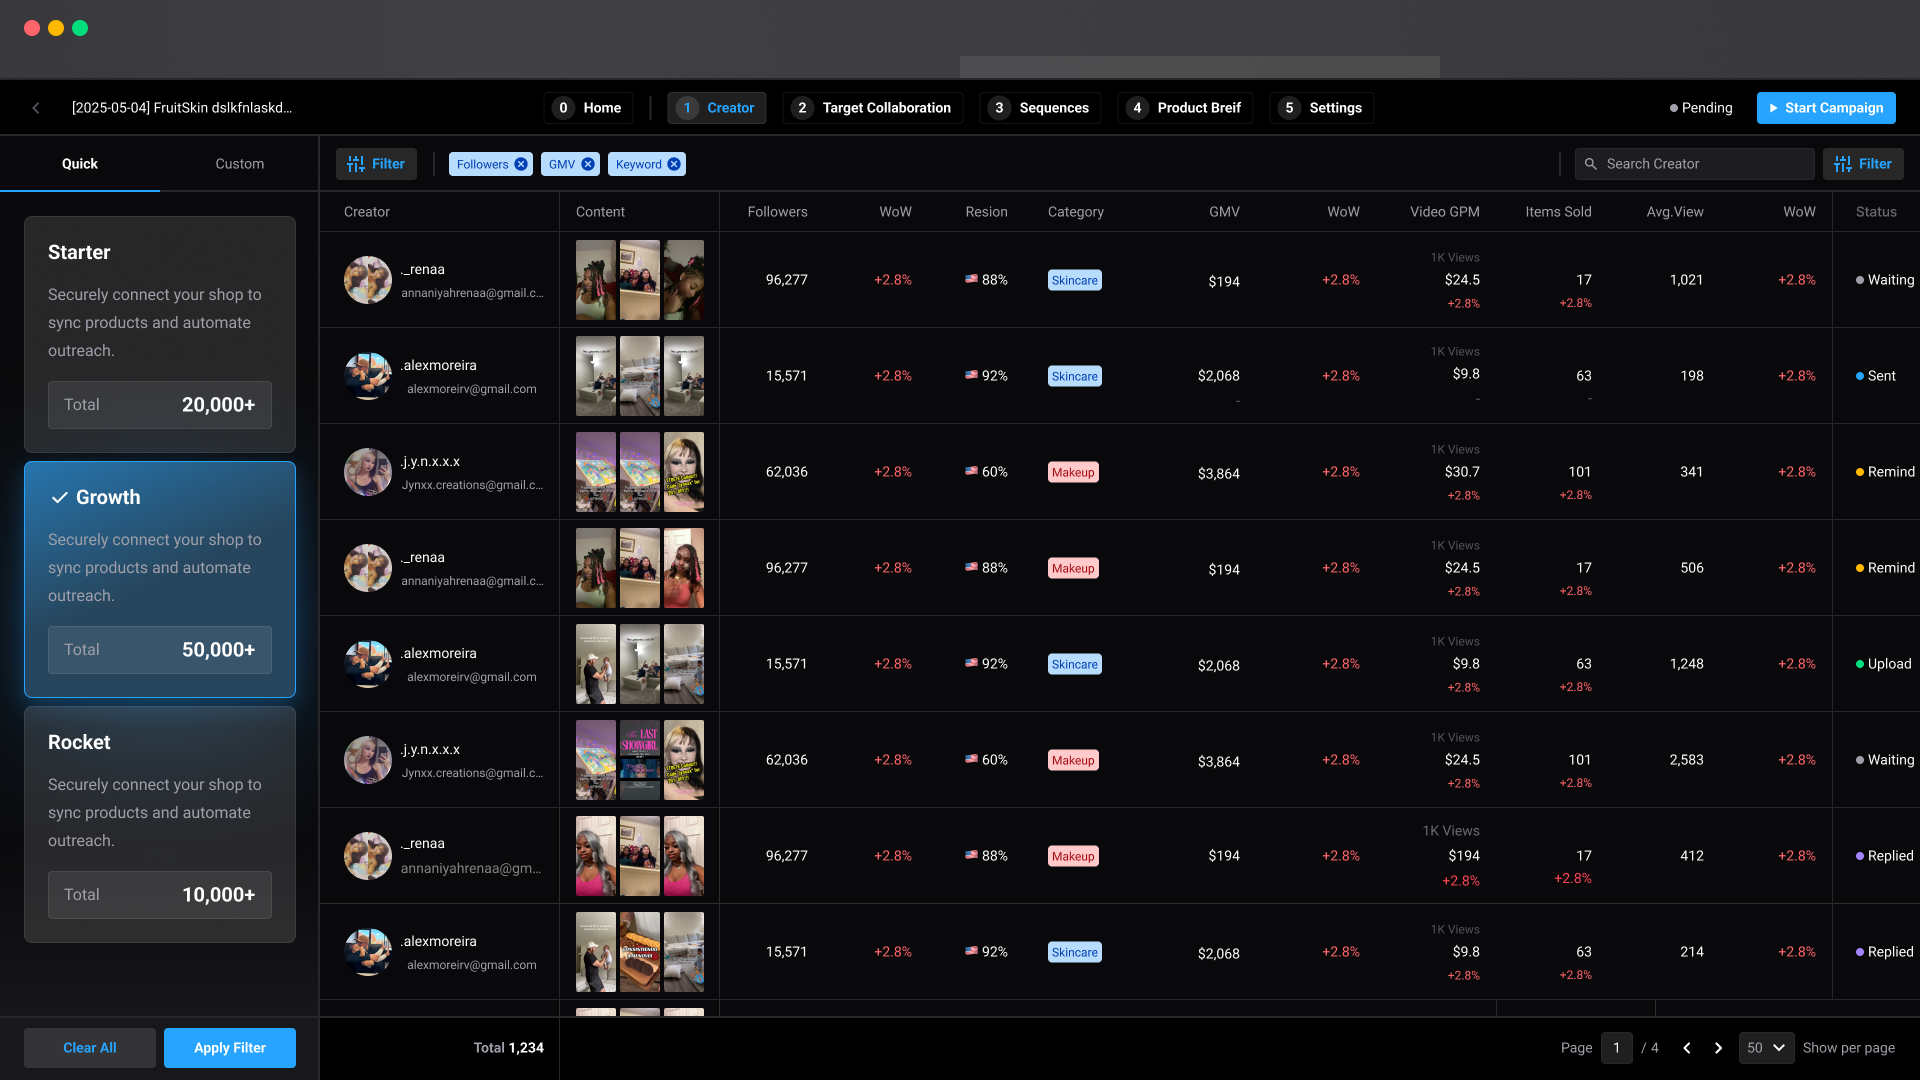 [2025-05-04] FruitSkin dslkfnlaskd...
0 Home
1 Creator
2 Target Collaboration
3 Sequences
4 Product Breif
5 Settings
Pending
Start Campaign
Quick
Custom
Starter
Securely connect your shop to
sync products and automate
outreach.
Total 20,000+
Growth
Securely connect your shop to
sync products and automate
outreach.
Total 50,000+
Rocket
Securely connect your shop to
sync products and automate
outreach.
Total 10,000+
Clear All
Apply Filter
Filter
Followers
GMV
Keyword
Search Creator
Filter
Creator Content Followers WoW Resion Category GMV WoW Video GPM Items Sold Avg.View WoW Status
._renaa
annaniyahrenaa@gmail.c...
96,277 +2.8% 88% Skincare $194 +2.8%
1K Views
$24.5
+2.8%
17
+2.8%
1,021 +2.8% Waiting
.alexmoreira
alexmoreirv@gmail.com
15,571 +2.8% 92% Skincare $2,068
-
+2.8%
1K Views
$9.8
-
63
-
198 +2.8% Sent
.j.y.n.x.x.x
Jynxx.creations@gmail.c...
62,036 +2.8% 60% Makeup $3,864 +2.8%
1K Views
$30.7
+2.8%
101
+2.8%
341 +2.8% Remind
._renaa
annaniyahrenaa@gmail.c...
96,277 +2.8% 88% Makeup $194 +2.8%
1K Views
$24.5
+2.8%
17
+2.8%
506 +2.8% Remind
.alexmoreira
alexmoreirv@gmail.com
15,571 +2.8% 92% Skincare $2,068 +2.8%
1K Views
$9.8
+2.8%
63
+2.8%
1,248 +2.8% Upload
.j.y.n.x.x.x
Jynxx.creations@gmail.c...
LAST
SHOWGIRL
62,036 +2.8% 60% Makeup $3,864 +2.8%
1K Views
$24.5
+2.8%
101
+2.8%
2,583 +2.8% Waiting
._renaa
annaniyahrenaa@gm...
96,277 +2.8% 88% Makeup $194 +2.8%
1K Views
$194
+2.8%
17
+2.8%
412 +2.8% Replied
.alexmoreira
alexmoreirv@gmail.com
15,571 +2.8% 92% Skincare $2,068 +2.8%
1K Views
$9.8
+2.8%
63
+2.8%
214 +2.8% Replied
Total 1,234
Page 1 / 4
50 Show per page